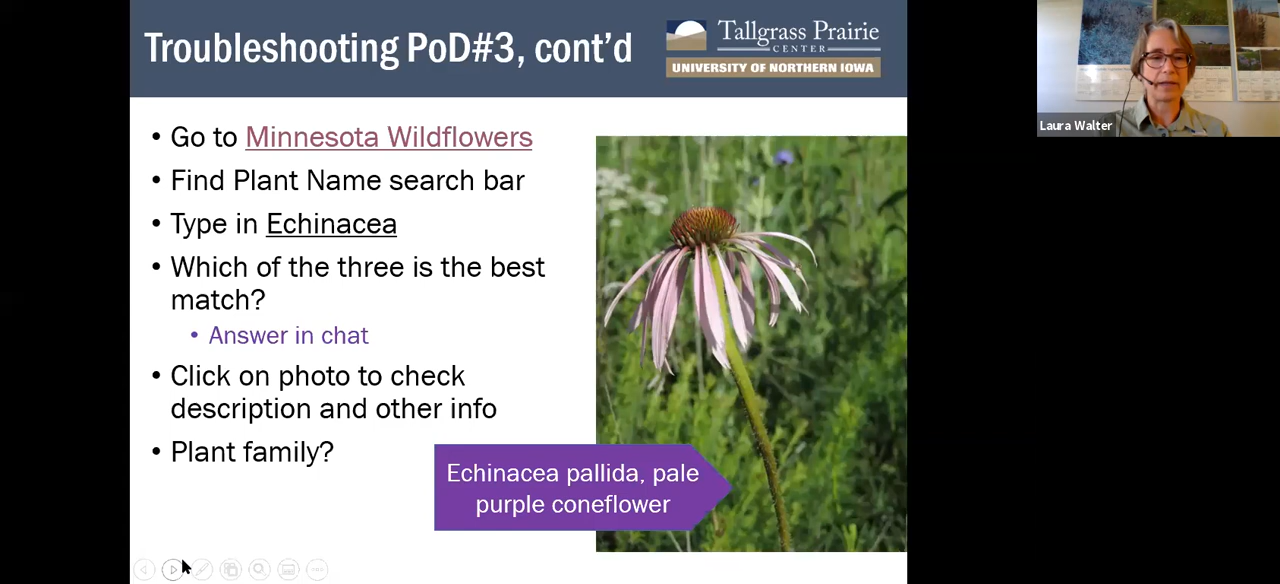 Troubleshooting PoD#3, cont'd
Tallgrass Prairie
CENTER
UNIVERSITY OF NORTHERN IOWA
Laura Walter
• Go to Minnesota Wildflowers
• Find Plant Name search bar
• Type in Echinacea
• Which of the three is the best
match?
• Answer in chat
• Click on photo to check
description and other info
• Plant family?
Echinacea pallida, pale
purple coneflower